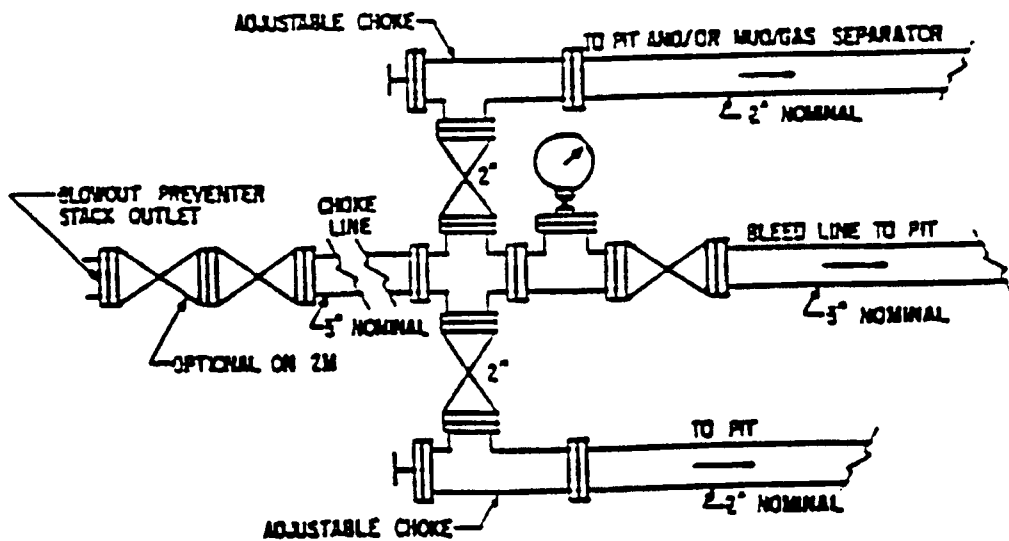 ADJUSTABLE CHOKE
TO PIT AND/OR MUD/GAS SEPARATOR
2" NOMINAL
2"
BLOWOUT PREVENTER
STACK OUTLET
CHOKE
LINE
BLEED LINE TO PIT
3" NOMINAL
3" NOMINAL
OPTIONAL ON 2M
2"
TO PIT
2" NOMINAL
ADJUSTABLE CHOKE